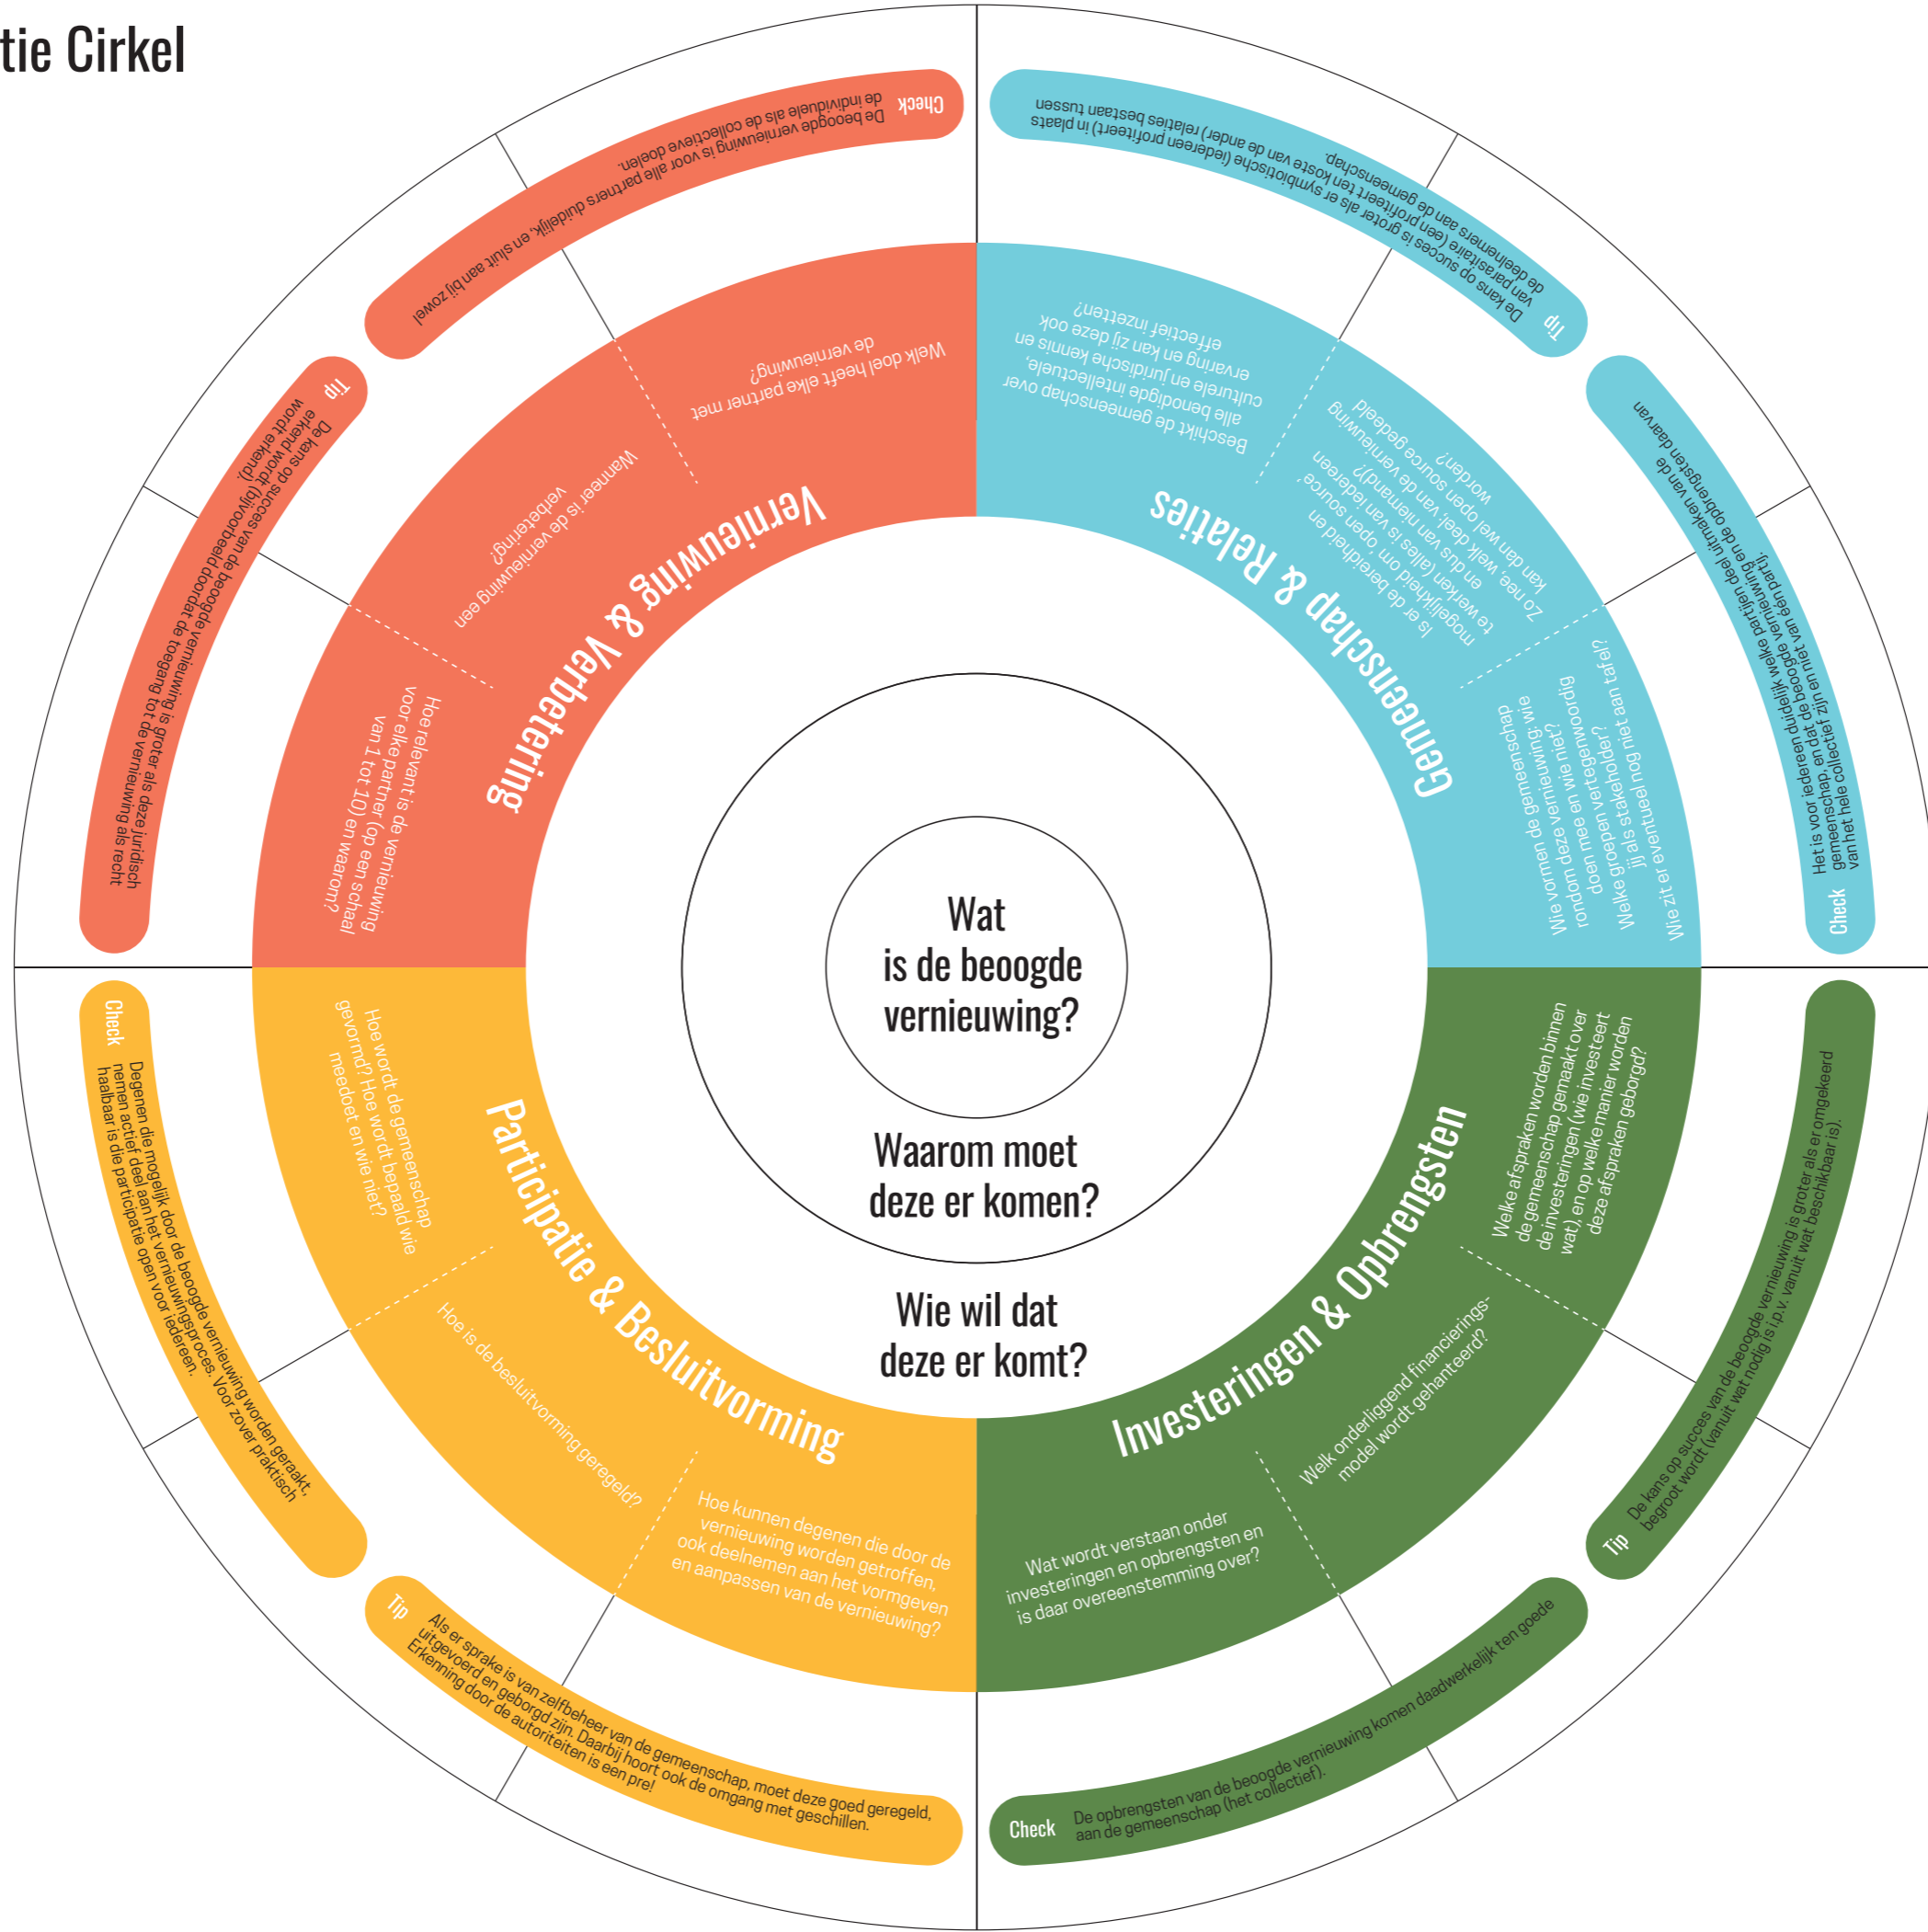 tie Cirkel
Wat
is de beoogde
vernieuwing?
Waarom moet
deze er komen?
Wie wil dat
deze er komt?
Vernieuwing & Verbetering
Hoe relevant is de vernieuwing
voor elke partner (op een schaal
van 1 tot 10) en waarom?
Wanneer is de vernieuwing een
verbetering?
Welk doel heeft elke partner met
de vernieuwing?
Tip
De kans op succes van de beoogde vernieuwing is groter als deze juridisch
erkend wordt (bijvoorbeeld doordat de toegang tot de vernieuwing als recht
wordt erkend).
Check
De beoogde vernieuwing is voor alle partners duidelijk, en sluit aan bij zowel
de individuele als de collectieve doelen.
Gemeenschap & Relaties
Beschikt de gemeenschap over
alle benodigde intellectuele,
culturele en juridische kennis en
ervaring en kan zij deze ook
effectief inzetten?
Is er de bereidheid en
mogelijkheid om 'open source'
te werken (alles is van iedereen
en dus van niemand)?
Zo nee, welk deel van de vernieuwing
kan dan wel open source gedeeld
worden?
Wie vormen de gemeenschap
rondom deze vernieuwing; wie
doen mee en wie niet?
Welke groepen vertegenwoordig
jij als stakeholder?
Wie zit er eventueel nog niet aan tafel?
Tip
De kans op succes is groter als er symbiotische (iedereen profiteert) in plaats
van parasitaire (een profiteert ten koste van de ander) relaties bestaan tussen
de deelnemers aan de gemeenschap.
Check
Het is voor iedereen duidelijk welke partijen deel uitmaken van de
gemeenschap, en dat de beoogde vernieuwing en de opbrengsten daarvan
van het hele collectief zijn en niet van één partij.
Investeringen & Opbrengsten
Welke afspraken worden binnen
de gemeenschap gemaakt over
de investeringen (wie investeert
wat), en op welke manier worden
deze afspraken geborgd?
Welk onderliggend financierings-
model wordt gehanteerd?
Wat wordt verstaan onder
investeringen en opbrengsten en
is daar overeenstemming over?
Tip
De kans op succes van de beoogde vernieuwing is groter als er omgekeerd
begroot wordt (vanuit wat nodig is i.p.v. vanuit wat beschikbaar is).
Check
De opbrengsten van de beoogde vernieuwing komen daadwerkelijk ten goede
aan de gemeenschap (het collectief).
Participatie & Besluitvorming
Hoe wordt de gemeenschap
gevormd? Hoe wordt bepaald wie
meedoet en wie niet?
Hoe is de besluitvorming geregeld?
Hoe kunnen degenen die door de
vernieuwing worden getroffen,
ook deelnemen aan het vormgeven
en aanpassen van de vernieuwing?
Check
Degenen die mogelijk door de beoogde vernieuwing worden geraakt,
nemen actief deel aan het vernieuwingsproces. Voor zover praktisch
haalbaar is die participatie open voor iedereen.
Tip
Als er sprake is van zelfbeheer van de gemeenschap, moet deze goed geregeld,
uitgevoerd en geborgd zijn. Daarbij hoort ook de omgang met geschillen.
Erkenning door de autoriteiten is een pre!